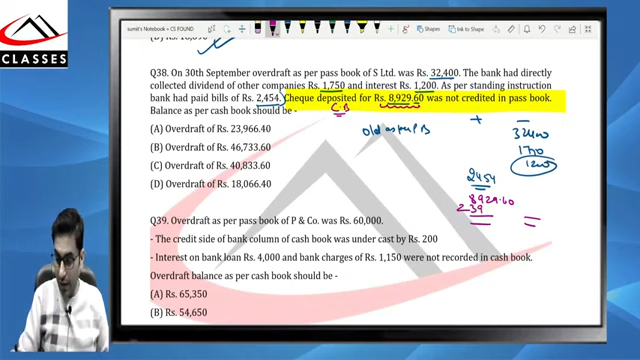 sumit's Notebook » CS FOUND
Shapes
Ink to Shape
CLASSES
Q38. On 30th September overdraft as per pass book of S Ltd. was Rs. 32,400. The bank had directly
collected dividend of other companies Rs. 1,750 and interest Rs. 1,200. As per standing instruction
bank had paid bills of Rs. 2,454. Cheque deposited for Rs. 8,929.60 was not credited in pass book.
C.B
Balance as per cash book should be -
+ –
(A) Overdraft of Rs. 23,966.40
(B) Overdraft of Rs. 46,733.60
(C) Overdraft of Rs. 40,833.60
(D) Overdraft of Rs. 18,066.40
O/d as per P.B
32400
1750
1200
2454
8929.60
239
Q39. Overdraft as per pass book of P & Co. was Rs. 60,000.
- The credit side of bank column of cash book was under cast by Rs. 200
- Interest on bank loan Rs. 4,000 and bank charges of Rs. 1,150 were not recorded in cash book.
Overdraft balance as per cash book should be -
(A) Rs. 65,350
(B) Rs. 54,650